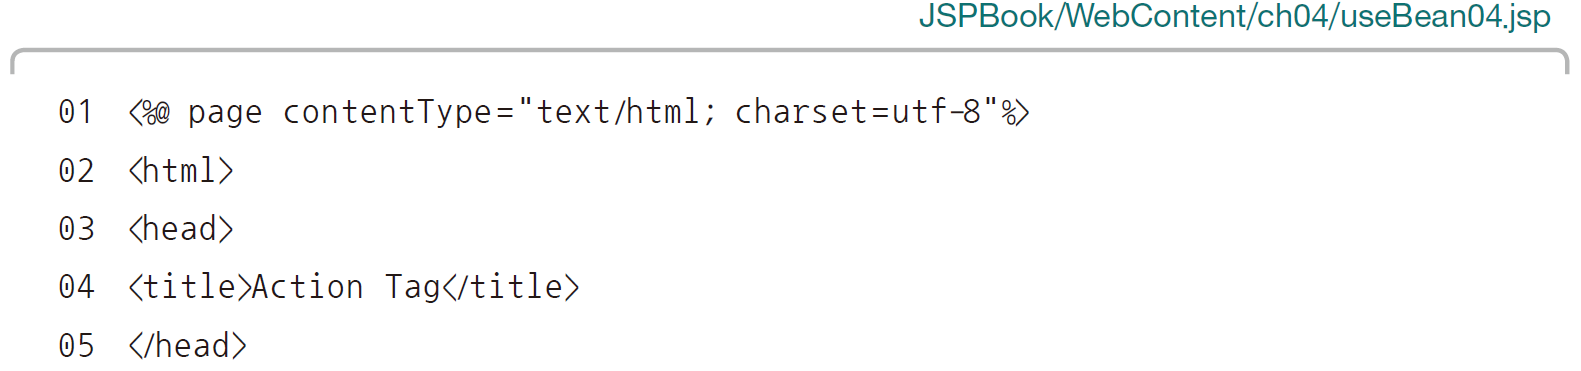 JSPBook/WebContent/ch04/useBean04.jsp
01 <%@ page contentType="text/html; charset=utf-8"%>
02 <html>
03 <head>
04 <title>Action Tag</title>
05 </head>